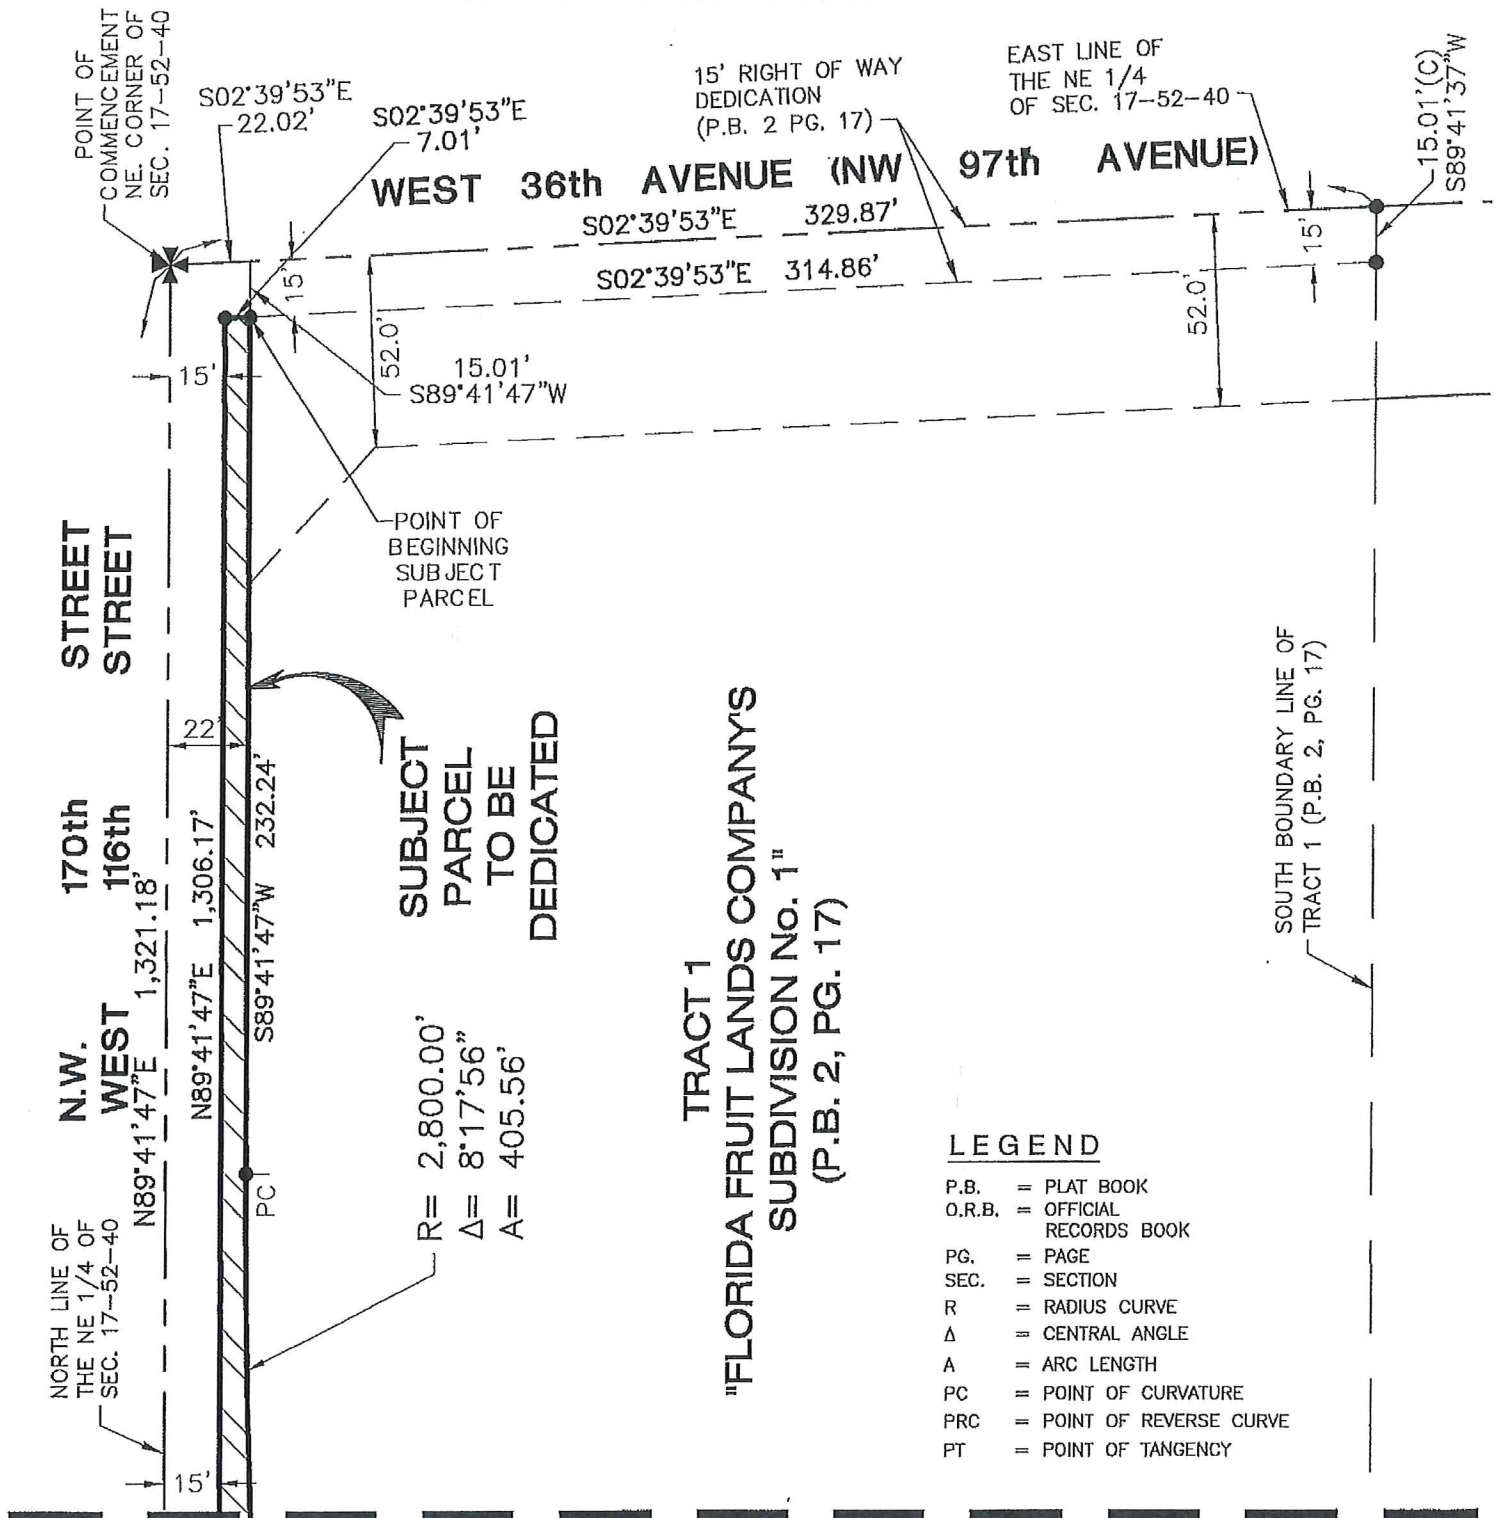 POINT OF
COMMENCEMENT
NE. CORNER OF
SEC. 17-52-40
S02°39'53"E
22.02'
S02°39'53"E
7.01'
15' RIGHT OF WAY
DEDICATION
(P.B. 2 PG. 17)
EAST LINE OF
THE NE 1/4
OF SEC. 17-52-40
15.01'(C)
S89°41'37"W
WEST 36th AVENUE (NW 97th AVENUE)
S02°39'53"E 329.87'
15'
15'
S02°39'53"E 314.86'
52.0'
52.0'
15'
15.01'
S89°41'47"W
POINT OF
BEGINNING
SUBJECT
PARCEL
N.W. 170th STREET
WEST 116th STREET
22'
N89°41'47"E 1,321.18'
N89°41'47"E 1,306.17'
S89°41'47"W 232.24'
SUBJECT
PARCEL
TO BE
DEDICATED
PC
R= 2,800.00'
Δ= 8°17'56"
A= 405.56'
TRACT 1
"FLORIDA FRUIT LANDS COMPANY'S
SUBDIVISION No. 1"
(P.B. 2, PG. 17)
SOUTH BOUNDARY LINE OF
TRACT 1 (P.B. 2, PG. 17)
NORTH LINE OF
THE NE 1/4 OF
SEC. 17-52-40
15'
LEGEND
P.B. = PLAT BOOK
O.R.B. = OFFICIAL
RECORDS BOOK
PG. = PAGE
SEC. = SECTION
R = RADIUS CURVE
Δ = CENTRAL ANGLE
A = ARC LENGTH
PC = POINT OF CURVATURE
PRC = POINT OF REVERSE CURVE
PT = POINT OF TANGENCY